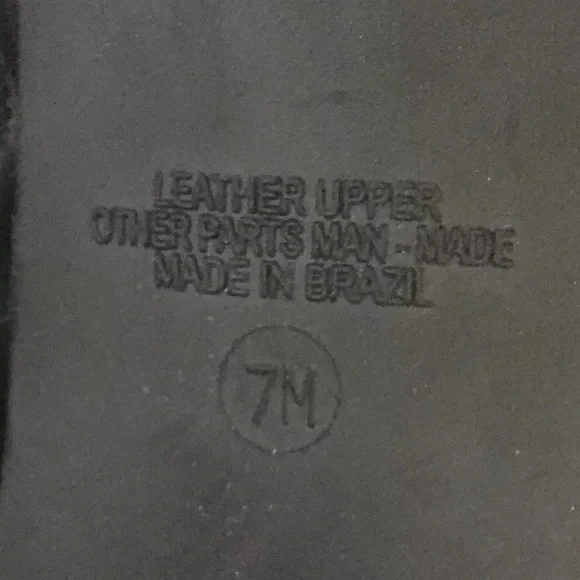 LEATHER UPPER
OTHER PARTS MAN-MADE
MADE IN BRAZIL
7M